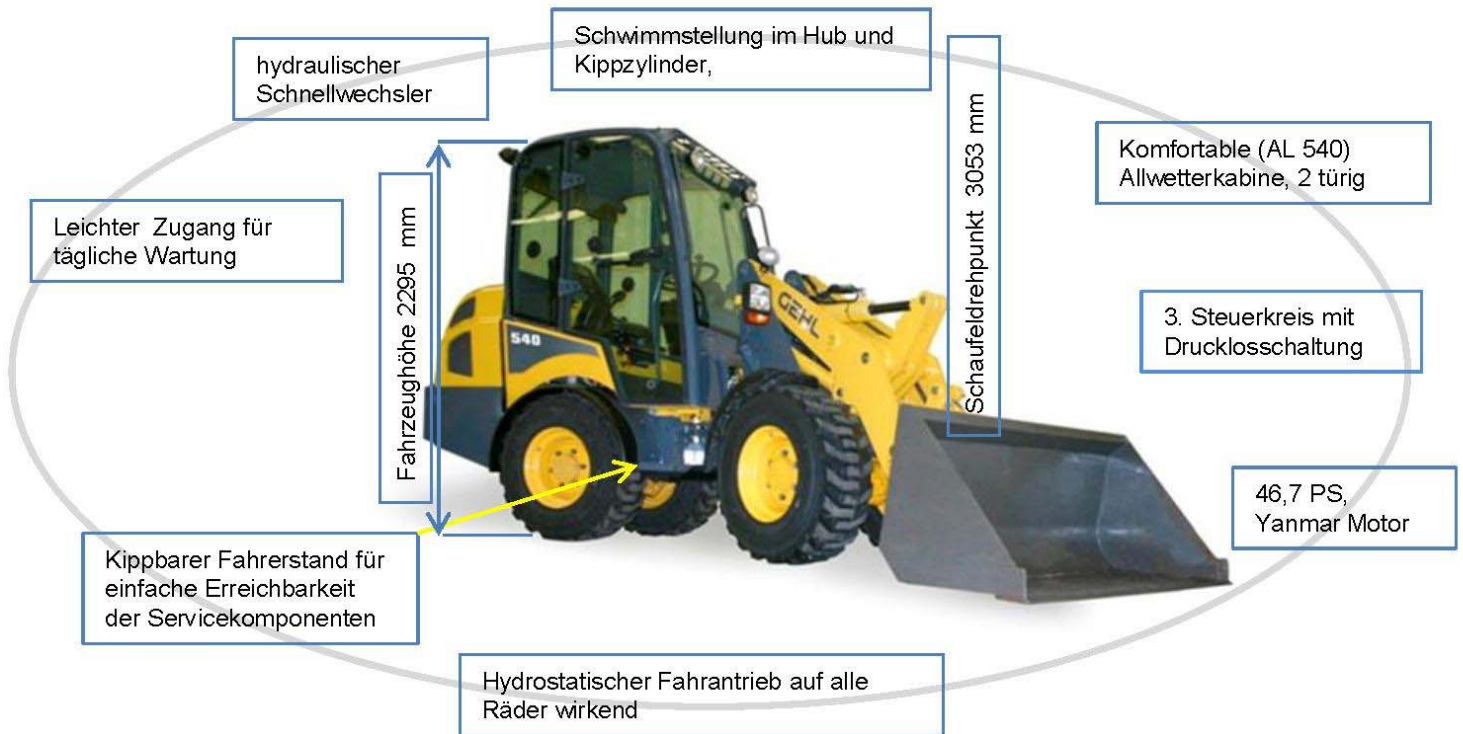 Schwimmstellung im Hub und
Kippzylinder,
hydraulischer
Schnellwechsler
Schaufeldrehpunkt 3053 mm
Komfortable (AL 540)
Allwetterkabine, 2 türig
Leichter Zugang für
tägliche Wartung
Fahrzeughöhe 2295 mm
GEHL
540
3. Steuerkreis mit
Drucklosschaltung
46,7 PS,
Yanmar Motor
Kippbarer Fahrerstand für
einfache Erreichbarkeit
der Servicekomponenten
Hydrostatischer Fahrantrieb auf alle
Räder wirkend